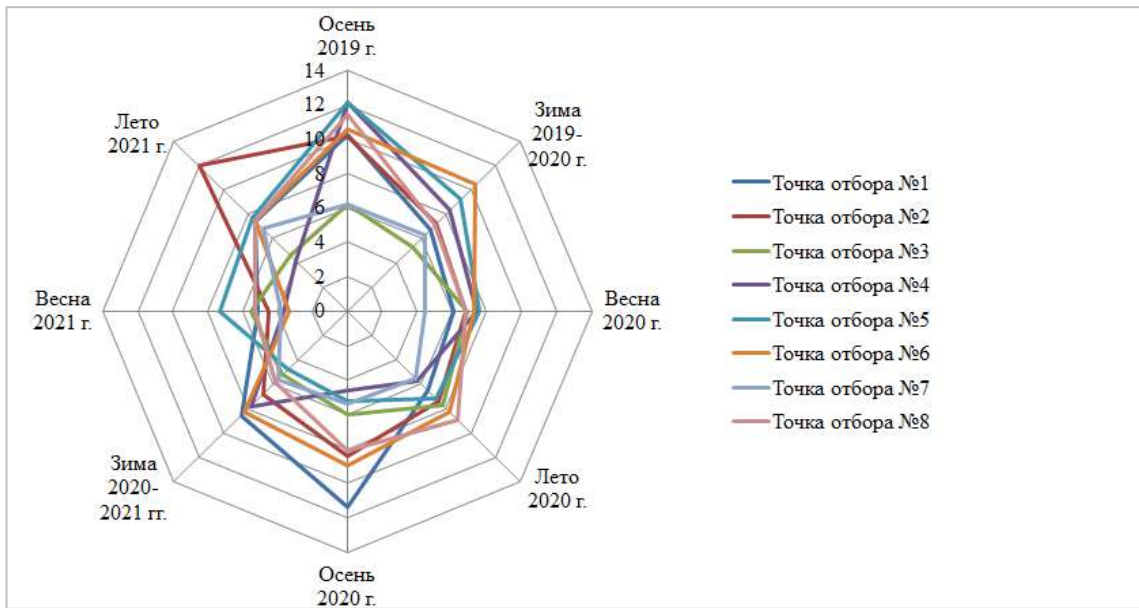 Осень
2019 г.
Зима
2019-
2020 г.
Весна
2020 г.
Лето
2020 г.
Осень
2020 г.
Зима
2020-
2021 гг.
Весна
2021 г.
Лето
2021 г.
14
12
10
8
6
4
2
0
Точка отбора №1
Точка отбора №2
Точка отбора №3
Точка отбора №4
Точка отбора №5
Точка отбора №6
Точка отбора №7
Точка отбора №8